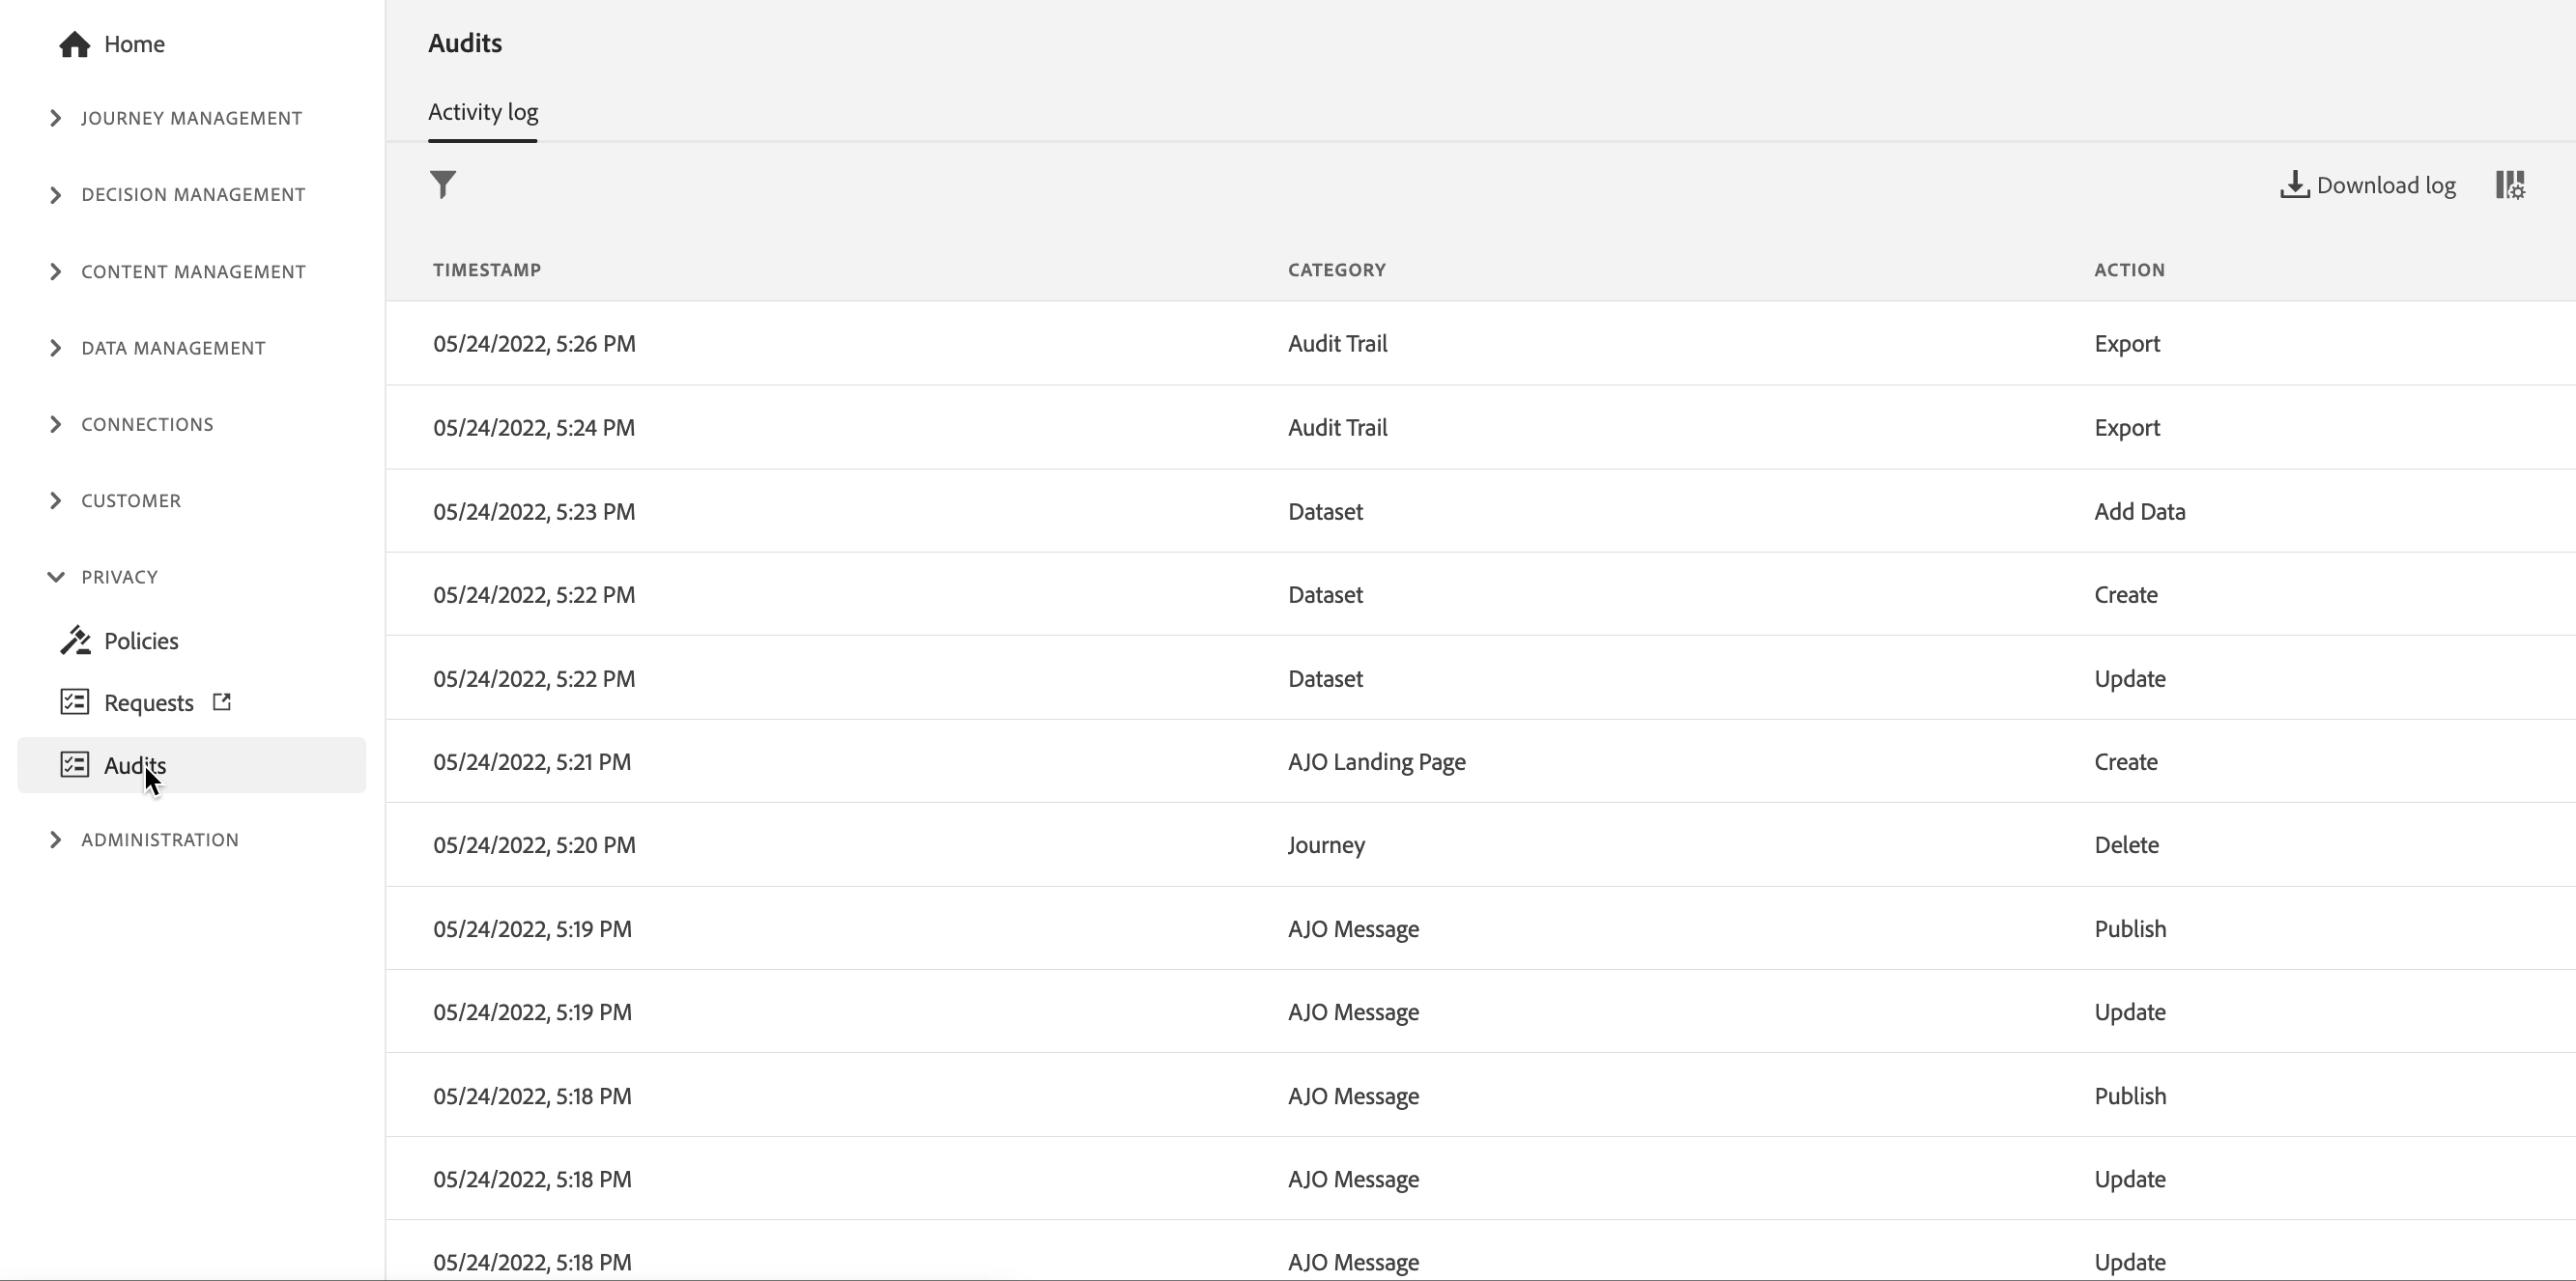 Home
JOURNEY MANAGEMENT
DECISION MANAGEMENT
CONTENT MANAGEMENT
DATA MANAGEMENT
CONNECTIONS
CUSTOMER
PRIVACY
Policies
Requests
Audits
ADMINISTRATION
Audits
Activity log
Download log
TIMESTAMP CATEGORY ACTION
05/24/2022, 5:26 PM Audit Trail Export
05/24/2022, 5:24 PM Audit Trail Export
05/24/2022, 5:23 PM Dataset Add Data
05/24/2022, 5:22 PM Dataset Create
05/24/2022, 5:22 PM Dataset Update
05/24/2022, 5:21 PM AJO Landing Page Create
05/24/2022, 5:20 PM Journey Delete
05/24/2022, 5:19 PM AJO Message Publish
05/24/2022, 5:19 PM AJO Message Update
05/24/2022, 5:18 PM AJO Message Publish
05/24/2022, 5:18 PM AJO Message Update
05/24/2022, 5:18 PM AJO Message Update